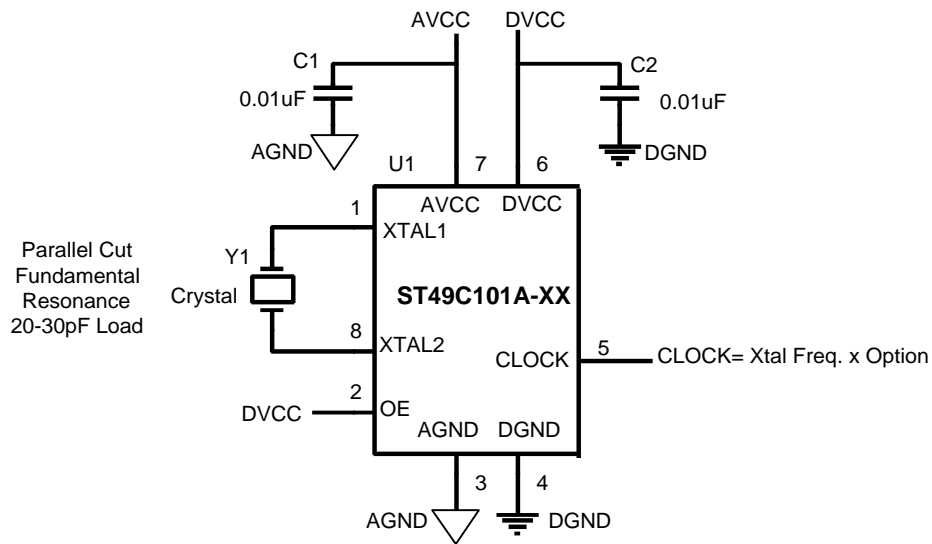 AVCC
DVCC
C1
C2
0.01uF
0.01uF
AGND
DGND
U1
7
6
AVCC
DVCC
1
XTAL1
Parallel Cut
Fundamental
Resonance
20-30pF Load
Y1
Crystal
ST49C101A-XX
8
XTAL2
CLOCK
5
CLOCK= Xtal Freq. x Option
2
DVCC
OE
AGND
DGND
3
4
AGND
DGND